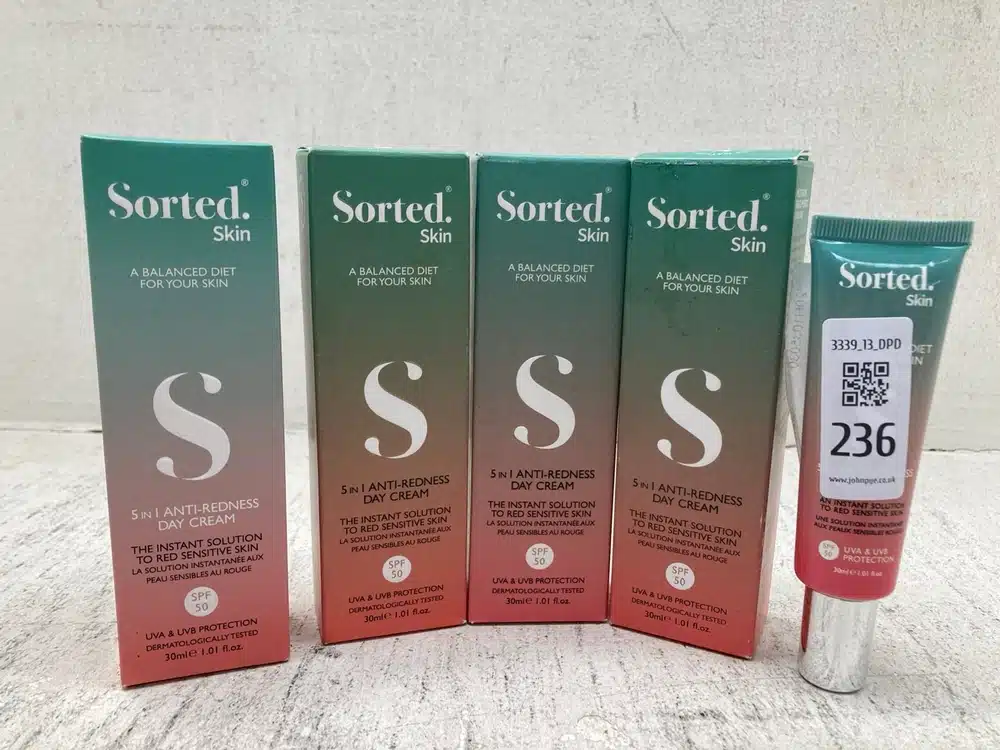 Sorted.®
Skin
A BALANCED DIET
FOR YOUR SKIN
S
5 IN 1 ANTI-REDNESS
DAY CREAM
THE INSTANT SOLUTION
TO RED SENSITIVE SKIN
LA SOLUTION INSTANTANÉE AUX
PEAU SENSIBLES AU ROUGE
SPF
50
UVA & UVB PROTECTION
DERMATOLOGICALLY TESTED
30ml℮ 1.01 fl.oz.
Sorted.®
Skin
A BALANCED DIET
FOR YOUR SKIN
S
5 IN 1 ANTI-REDNESS
DAY CREAM
THE INSTANT SOLUTION
TO RED SENSITIVE SKIN
LA SOLUTION INSTANTANÉE AUX
PEAU SENSIBLES AU ROUGE
SPF
50
UVA & UVB PROTECTION
DERMATOLOGICALLY TESTED
30ml℮ 1.01 fl.oz.
Sorted.®
Skin
A BALANCED DIET
FOR YOUR SKIN
S
5 IN 1 ANTI-REDNESS
DAY CREAM
THE INSTANT SOLUTION
TO RED SENSITIVE SKIN
LA SOLUTION INSTANTANÉE AUX
PEAU SENSIBLES AU ROUGE
SPF
50
UVA & UVB PROTECTION
DERMATOLOGICALLY TESTED
30ml℮ 1.01 fl.oz.
Sorted.®
Skin
A BALANCED DIET
FOR YOUR SKIN
S
5 IN 1 ANTI-REDNESS
DAY CREAM
THE INSTANT SOLUTION
TO RED SENSITIVE SKIN
LA SOLUTION INSTANTANÉE AUX
PEAU SENSIBLES AU ROUGE
SPF
50
UVA & UVB PROTECTION
DERMATOLOGICALLY TESTED
30ml℮ 1.01 fl.oz.
Sorted.
Skin
DIET
3339_13_DPD
236
www.johnpye.co.uk
AN INSTANT SOLUTION
TO RED SENSITIVE SKIN
UNE SOLUTION INSTANTANÉE
AUX PEAUX SENSIBLES
SPF
50
UVA & UVB
PROTECTION
30ml℮ 1.01 fl.oz